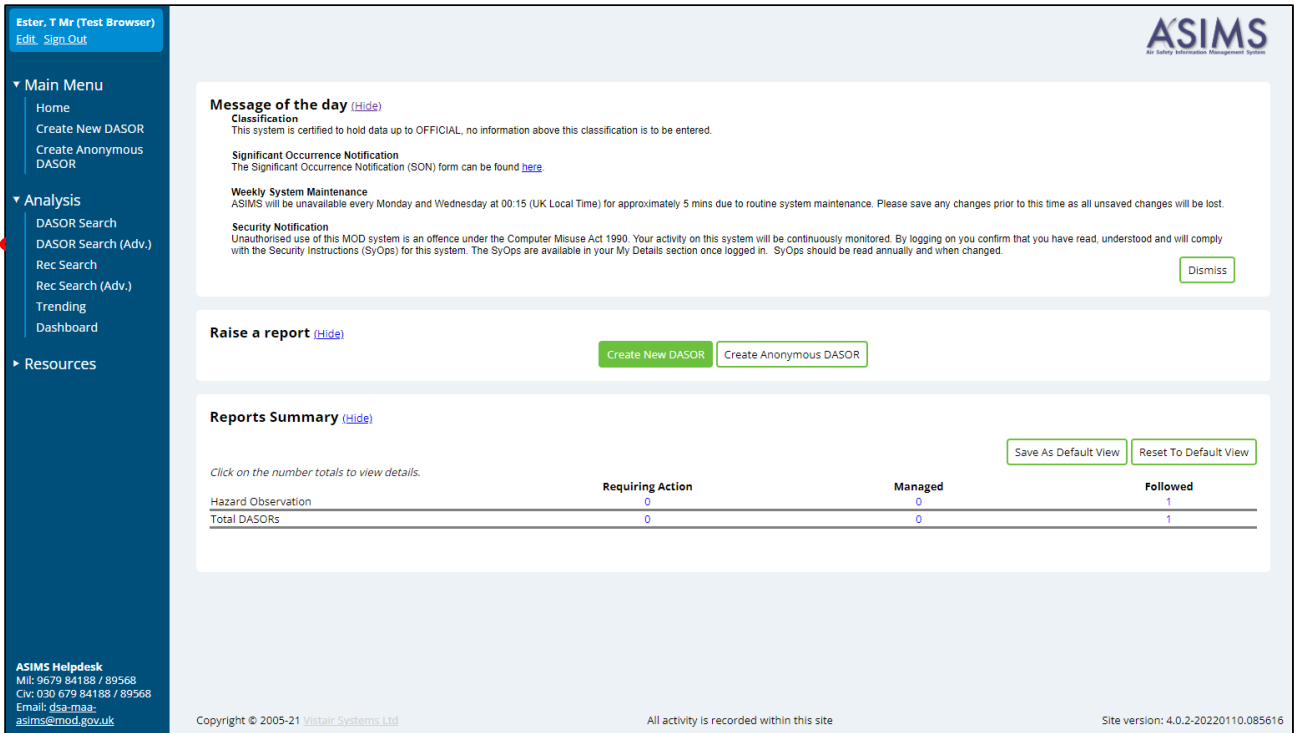 Ester, T Mr (Test Browser)
Edit Sign Out
Main Menu
Home
Create New DASOR
Create Anonymous
DASOR
Analysis
DASOR Search
DASOR Search (Adv.)
Rec Search
Rec Search (Adv.)
Trending
Dashboard
Resources
ASIMS Helpdesk
Mil: 9679 84188 / 89568
Civ: 030 679 84188 / 89568
Email: dsa-maa-
asims@mod.gov.uk
ASIMS
Air Safety Information Management System
Message of the day (Hide)
Classification
This system is certified to hold data up to OFFICIAL, no information above this classification is to be entered.
Significant Occurrence Notification
The Significant Occurrence Notification (SON) form can be found here.
Weekly System Maintenance
ASIMS will be unavailable every Monday and Wednesday at 00:15 (UK Local Time) for approximately 5 mins due to routine system maintenance. Please save any changes prior to this time as all unsaved changes will be lost.
Security Notification
Unauthorised use of this MOD system is an offence under the Computer Misuse Act 1990. Your activity on this system will be continuously monitored. By logging on you confirm that you have read, understood and will comply
with the Security Instructions (SyOps) for this system. The SyOps are available in your My Details section once logged in. SyOps should be read annually and when changed.
Dismiss
Raise a report (Hide)
Create New DASOR Create Anonymous DASOR
Reports Summary (Hide)
Save As Default View Reset To Default View
Click on the number totals to view details.
Requiring Action Managed Followed
Hazard Observation 0 0 1
Total DASORs 0 0 1
Copyright © 2005-21 Vistair Systems Ltd All activity is recorded within this site Site version: 4.0.2-20220110.085616